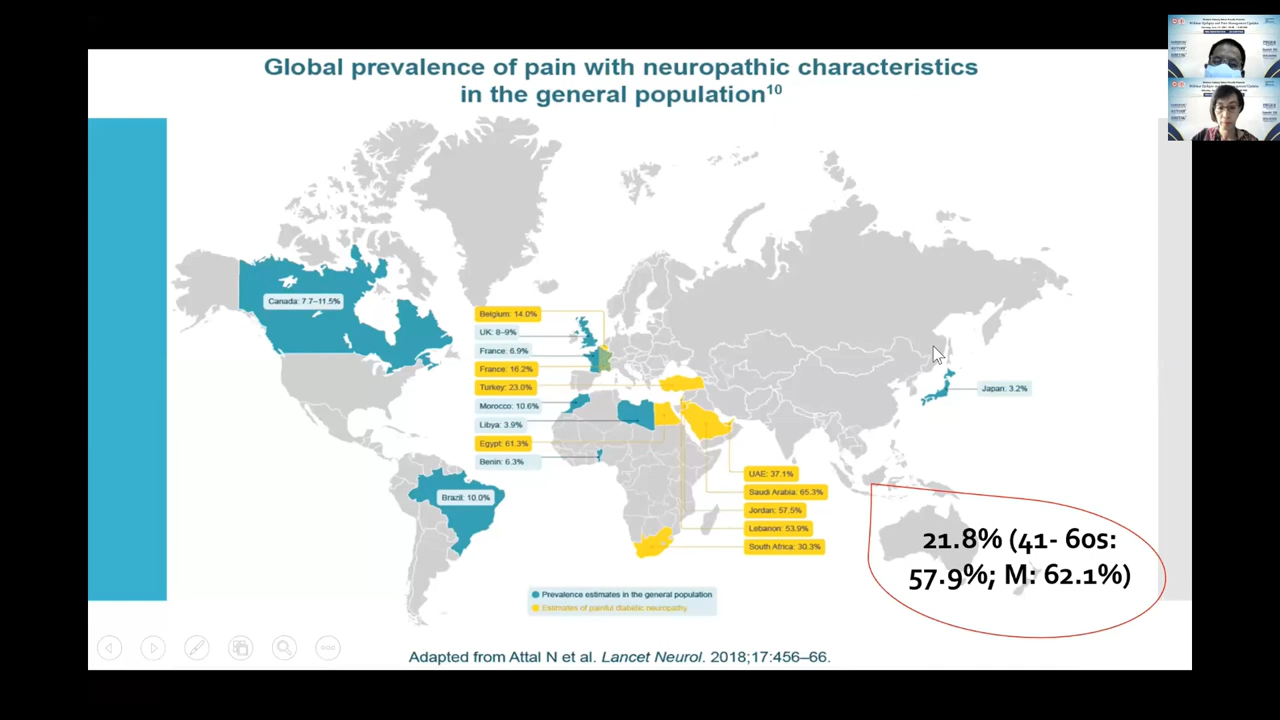 Global prevalence of pain with neuropathic characteristics
in the general population10
Canada: 7.7–11.5%
Belgium: 14.0%
UK: 8–9%
France: 6.9%
France: 16.2%
Turkey: 23.0%
Morocco: 10.6%
Libya: 3.9%
Egypt: 61.3%
Benin: 6.3%
Japan: 3.2%
Brazil: 10.0%
UAE: 37.1%
Saudi Arabia: 65.3%
Jordan: 57.5%
Lebanon: 53.9%
South Africa: 30.3%
21.8% (41- 60s:
57.9%; M: 62.1%)
Prevalence estimates in the general population
Estimates of painful diabetic neuropathy
Adapted from Attal N et al. Lancet Neurol. 2018;17:456–66.